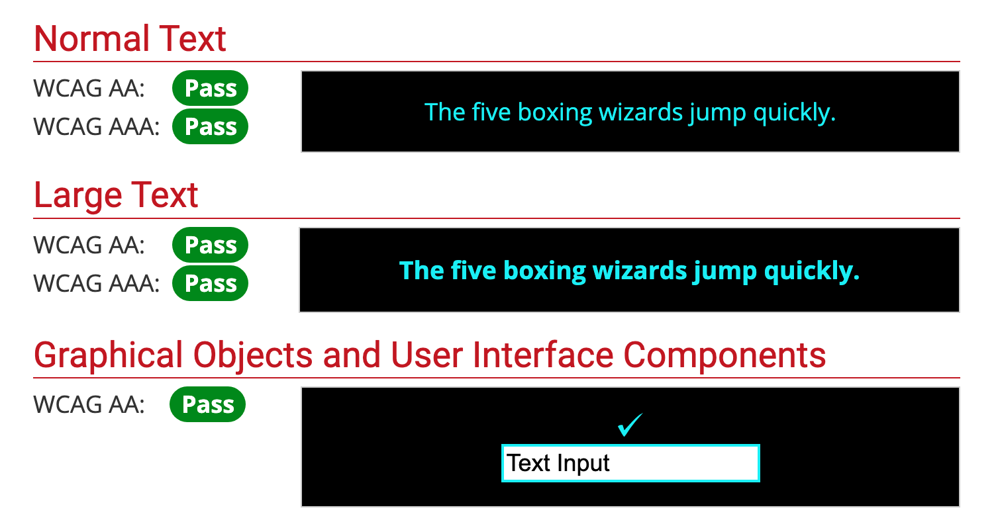 Normal Text
WCAG AA: Pass
WCAG AAA: Pass
The five boxing wizards jump quickly.
Large Text
WCAG AA: Pass
WCAG AAA: Pass
The five boxing wizards jump quickly.
Graphical Objects and User Interface Components
WCAG AA: Pass
Text Input